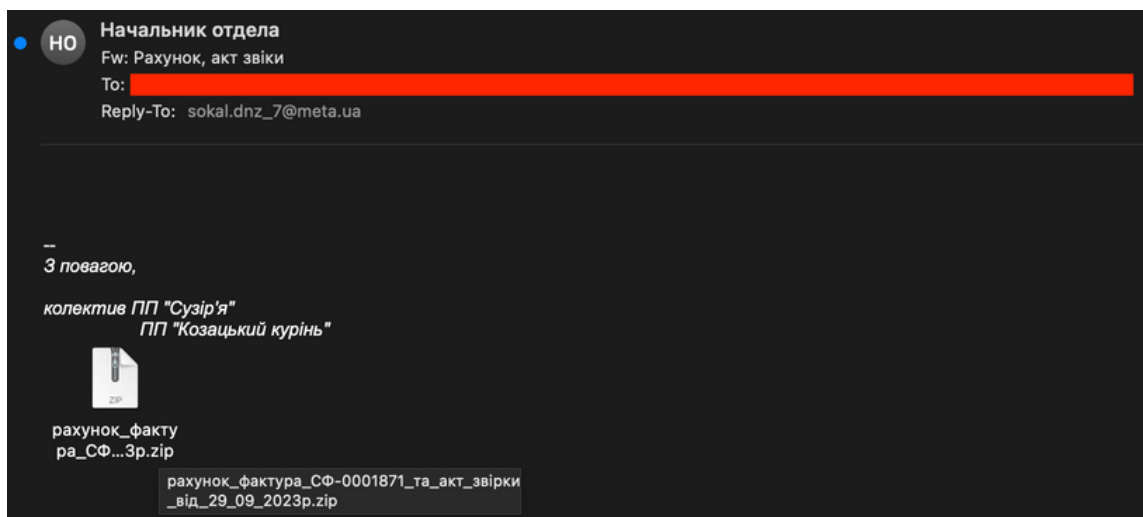 НО
Начальник отдела
Fw: Рахунок, акт звіки
To:
Reply-To: sokal.dnz_7@meta.ua
--
З повагою,
колектив ПП "Сузір'я"
ПП "Козацький курінь"
ZIP
рахунок_факту
ра_СФ...3р.zip
рахунок_фактура_СФ-0001871_та_акт_звірки
_від_29_09_2023р.zip